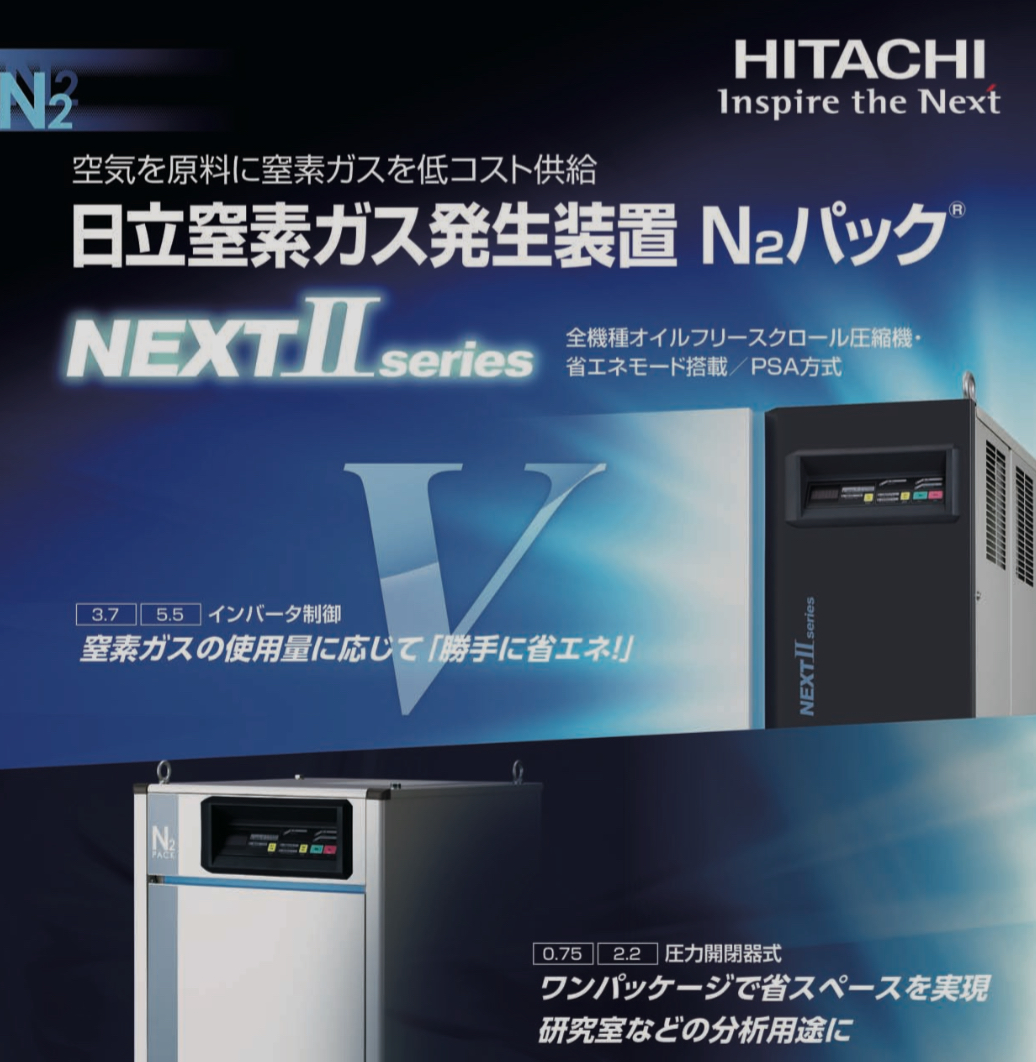 N2
HITACHI
Inspire the Next
空気を原料に窒素ガスを低コスト供給
日立窒素ガス発生装置 N2パック®
NEXTⅡseries
全機種オイルフリースクロール圧縮機・
省エネモード搭載／PSA方式
V
3.7 5.5 インバータ制御
窒素ガスの使用量に応じて「勝手に省エネ!」
NEXTⅡseries
N2
PACK
0.75 2.2 圧力開閉器式
ワンパッケージで省スペースを実現
研究室などの分析用途に